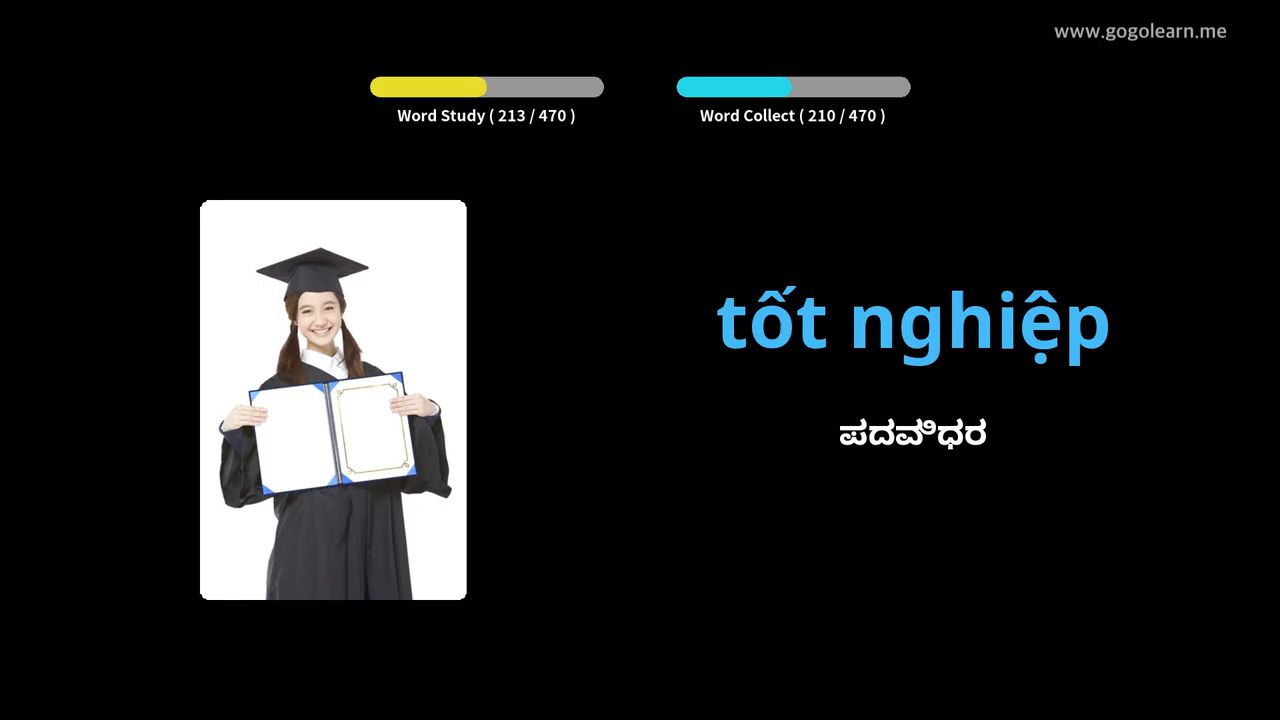 www.gogolearn.me
Word Study ( 213 / 470 )
Word Collect ( 210 / 470 )
tốt nghiệp
ಪದವಿಧರ